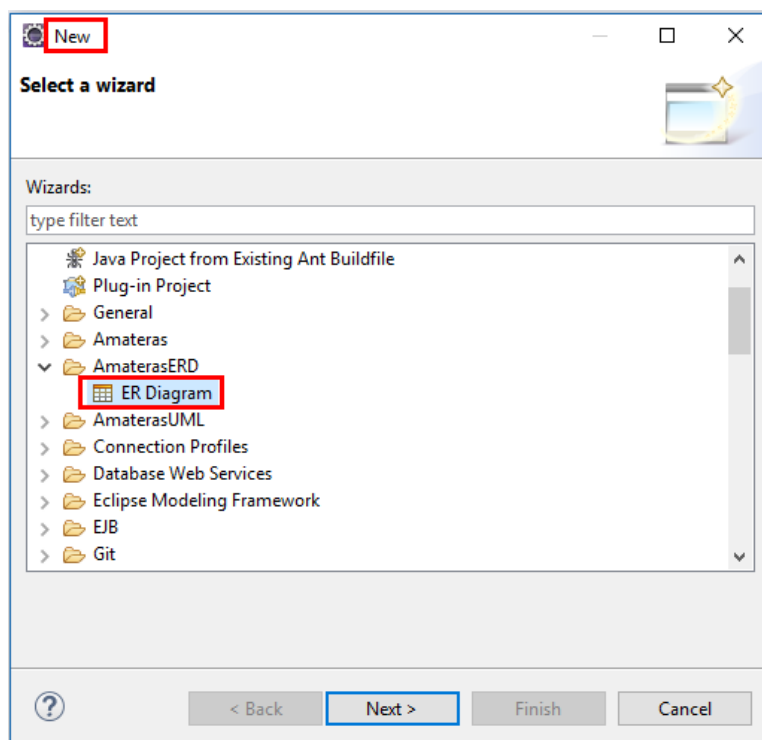 New
Select a wizard
Wizards:
type filter text
Java Project from Existing Ant Buildfile
Plug-in Project
General
Amateras
AmaterasERD
ER Diagram
AmaterasUML
Connection Profiles
Database Web Services
Eclipse Modeling Framework
EJB
Git
? < Back Next > Finish Cancel